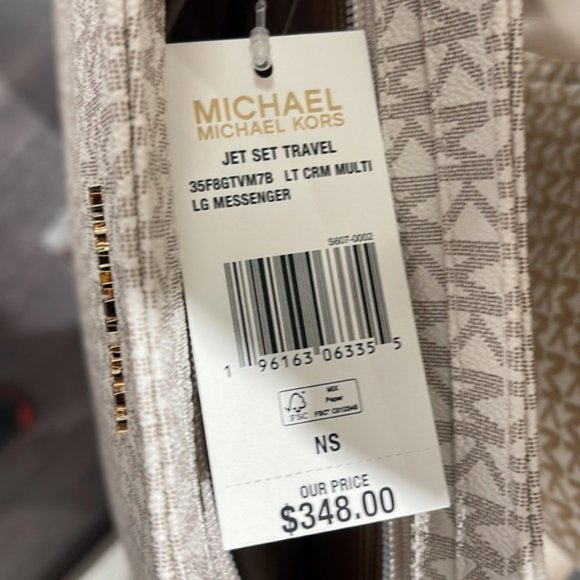 MICHAEL
MICHAEL KORS
JET SET TRAVEL
35F8GTVM7B LT CRM MULTI
LG MESSENGER
S607-0002
1 96163 06335 5
FSC
MIX
Paper
NS
OUR PRICE
$348.00